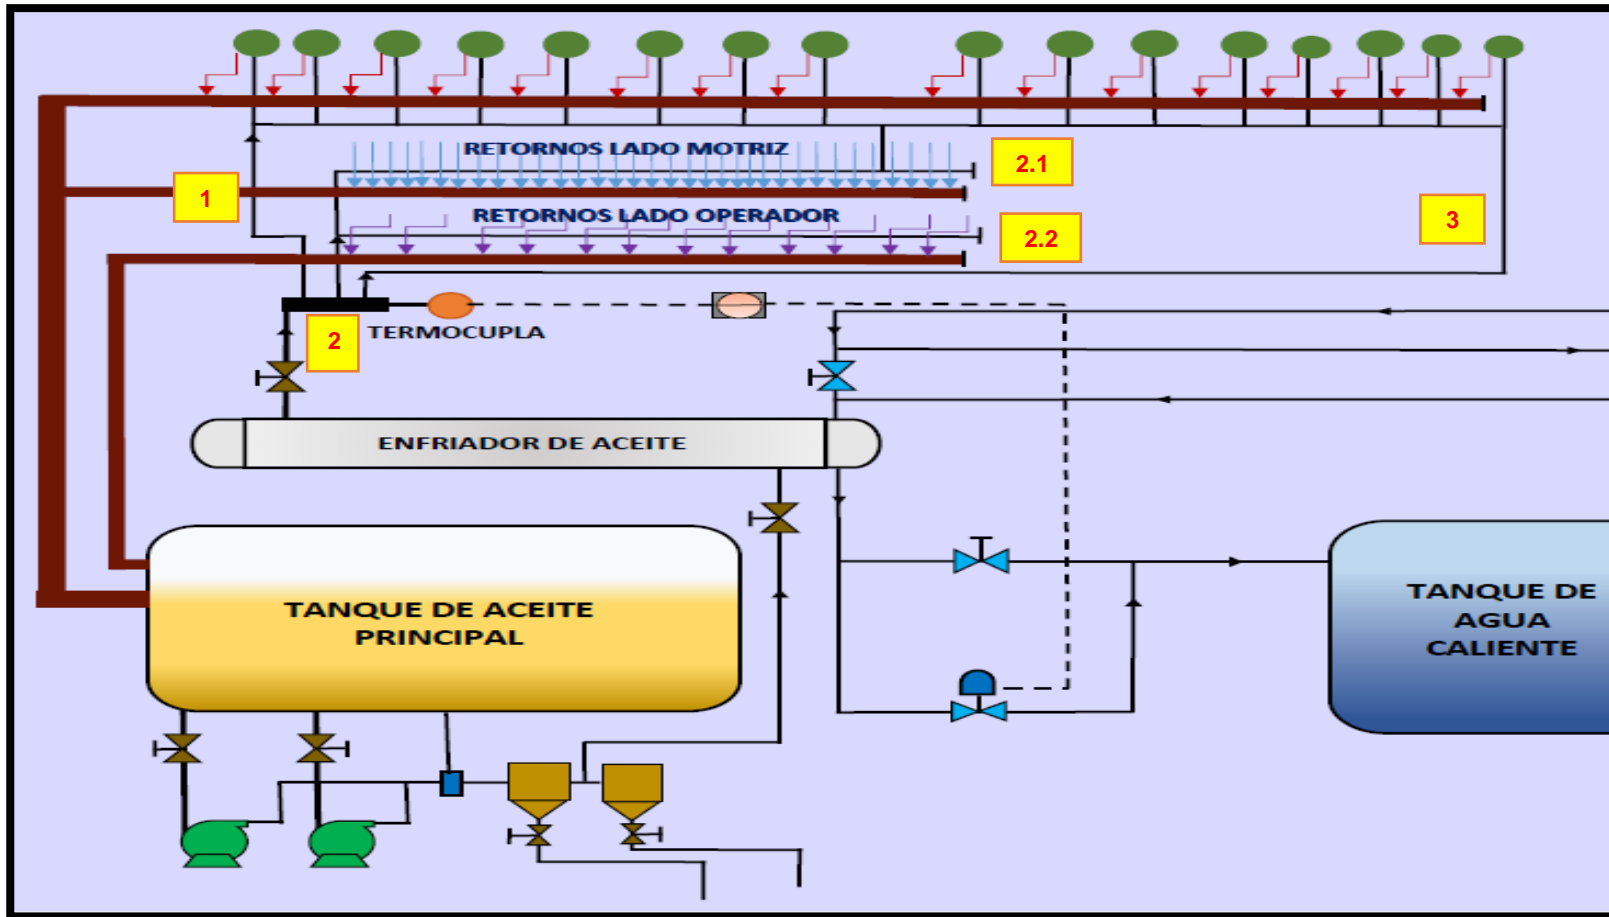 RETORNOS LADO MOTRIZ
2.1
1
RETORNOS LADO OPERADOR
2.2
3
2
TERMOCUPLA
ENFRIADOR DE ACEITE
TANQUE DE ACEITE
PRINCIPAL
TANQUE DE
AGUA
CALIENTE